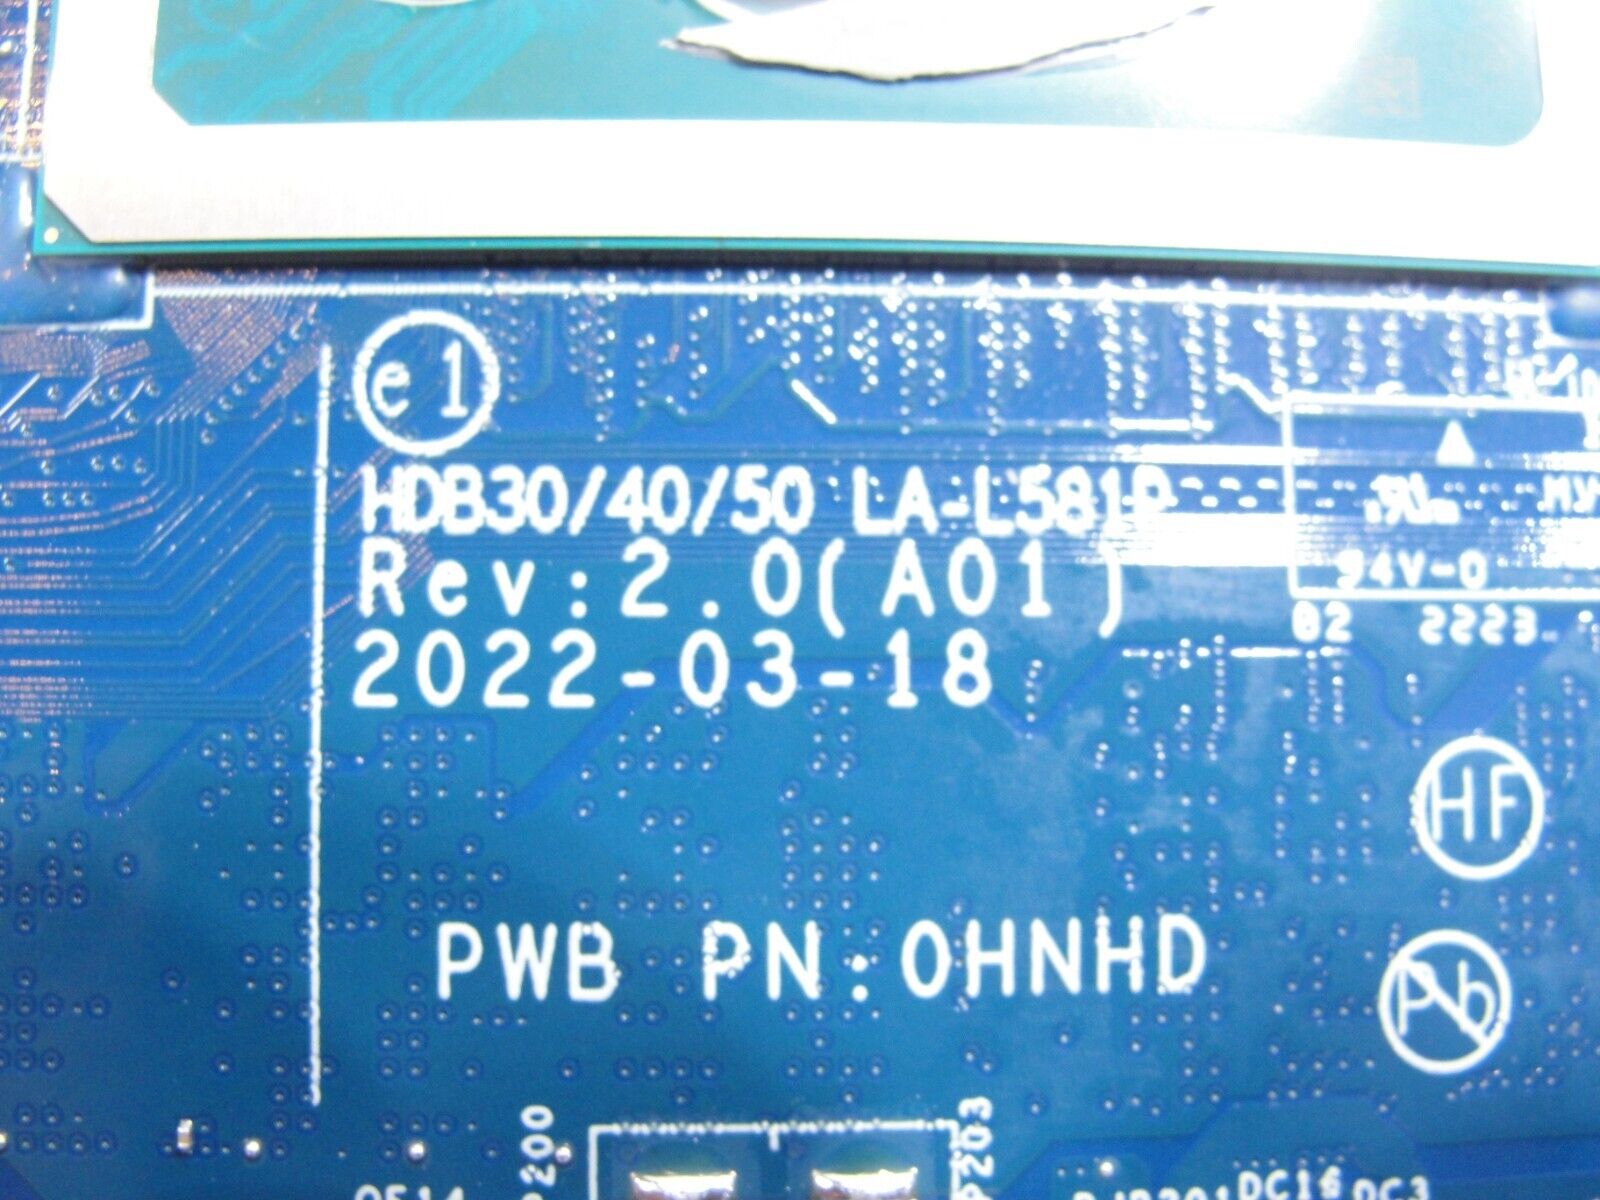 e1
HDB30/40/50 LA-L581P
Rev:2.0(A01)
2022-03-18
94V-0
02 2223
HF
PWB PN:0HNHD
Pb
DC16